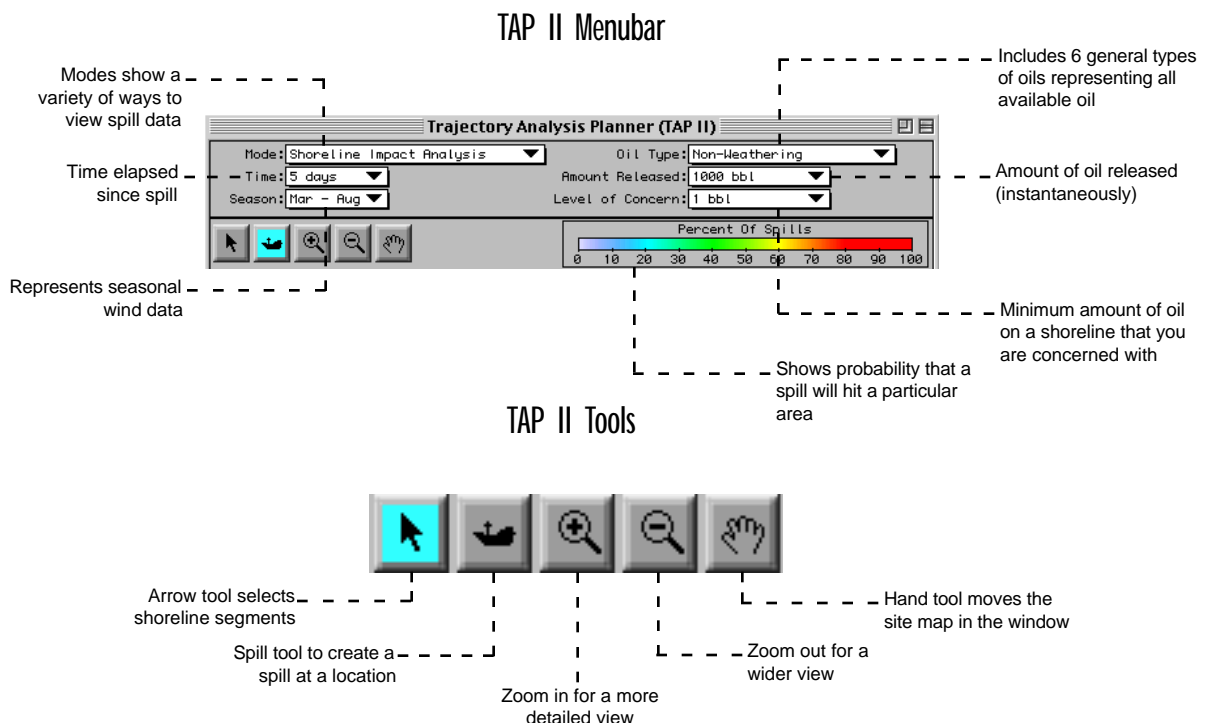 TAP II Menubar
Modes show a
variety of ways to
view spill data
Includes 6 general types
of oils representing all
available oil
Trajectory Analysis Planner (TAP II)
Mode: Shoreline Impact Analysis
Oil Type: Non-Weathering
Time elapsed
since spill
Time: 5 days
Amount Released: 1000 bbl
Amount of oil released
(instantaneously)
Season: Mar - Aug
Level of Concern: 1 bbl
Percent Of Spills
0 10 20 30 40 50 60 70 80 90 100
Represents seasonal
wind data
Minimum amount of oil
on a shoreline that you
are concerned with
Shows probability that a
spill will hit a particular
area
TAP II Tools
Arrow tool selects
shoreline segments
Hand tool moves the
site map in the window
Spill tool to create a
spill at a location
Zoom out for a
wider view
Zoom in for a more
detailed view